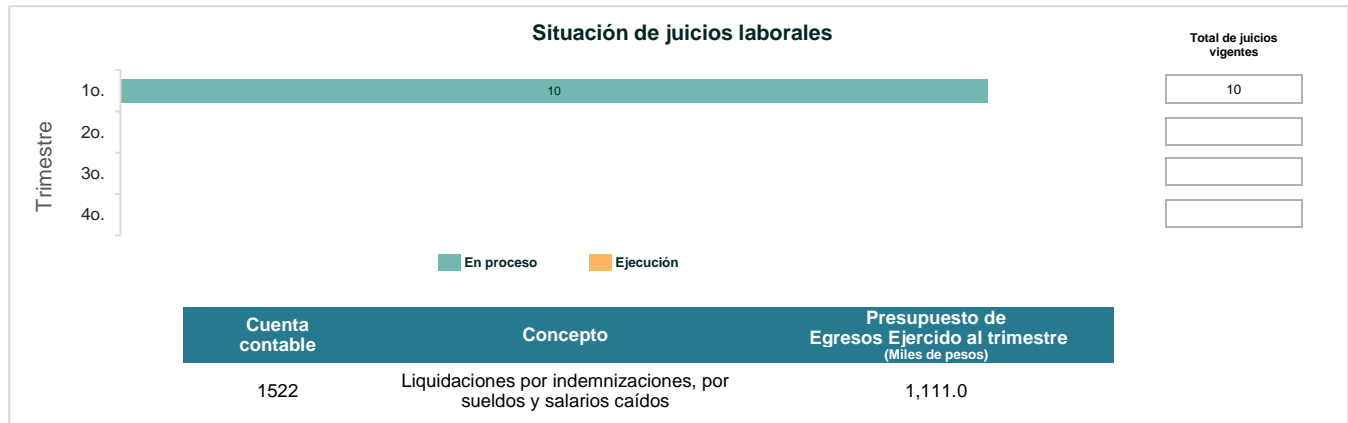 Situación de juicios laborales
Total de juicios
vigentes
Trimestre
1o.
10
10
2o.
3o.
4o.
En proceso
Ejecución
Cuenta
contable
Concepto
Presupuesto de
Egresos Ejercido al trimestre
(Miles de pesos)
1522
Liquidaciones por indemnizaciones, por
sueldos y salarios caídos
1,111.0